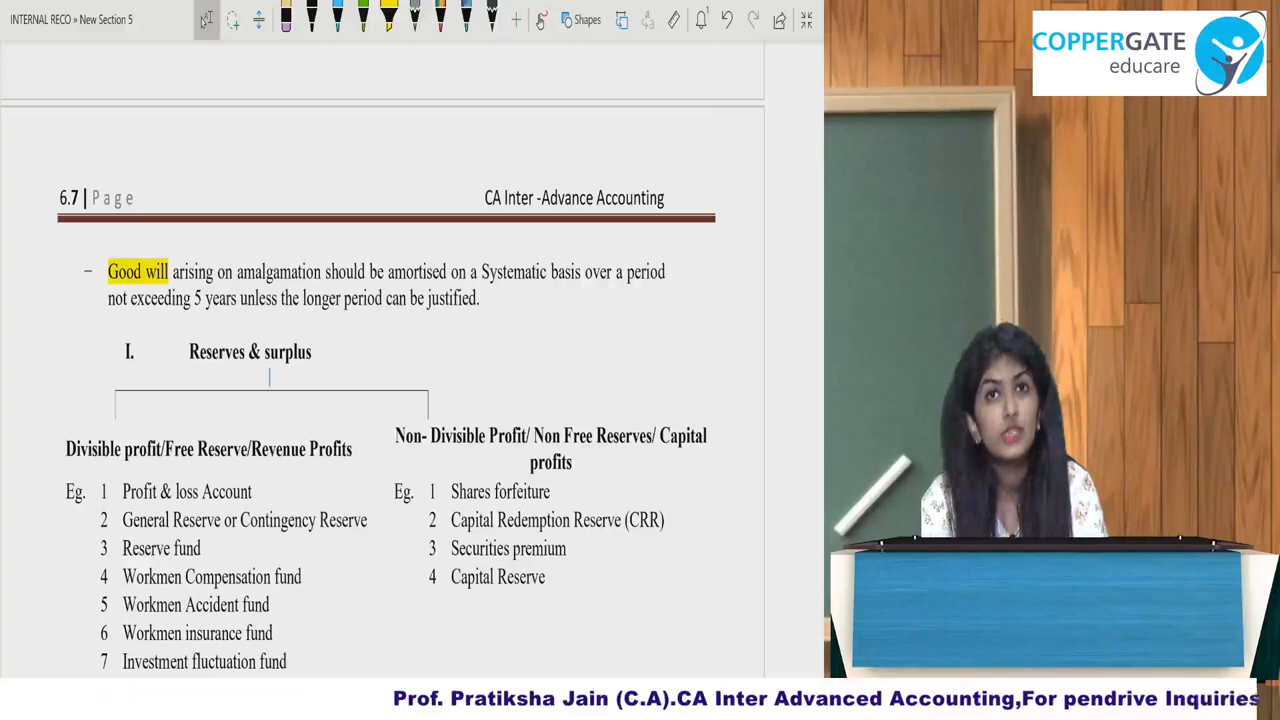 INTERNAL RECO » New Section 5
Shapes
COPPERGATE
educare
6.7 | Page
CA Inter -Advance Accounting
– Good will arising on amalgamation should be amortised on a Systematic basis over a period
not exceeding 5 years unless the longer period can be justified.
I. Reserves & surplus
Divisible profit/Free Reserve/Revenue Profits
Eg. 1 Profit & loss Account
2 General Reserve or Contingency Reserve
3 Reserve fund
4 Workmen Compensation fund
5 Workmen Accident fund
6 Workmen insurance fund
7 Investment fluctuation fund
Non- Divisible Profit/ Non Free Reserves/ Capital
profits
Eg. 1 Shares forfeiture
2 Capital Redemption Reserve (CRR)
3 Securities premium
4 Capital Reserve
Prof. Pratiksha Jain (C.A).CA Inter Advanced Accounting,For pendrive Inquiries